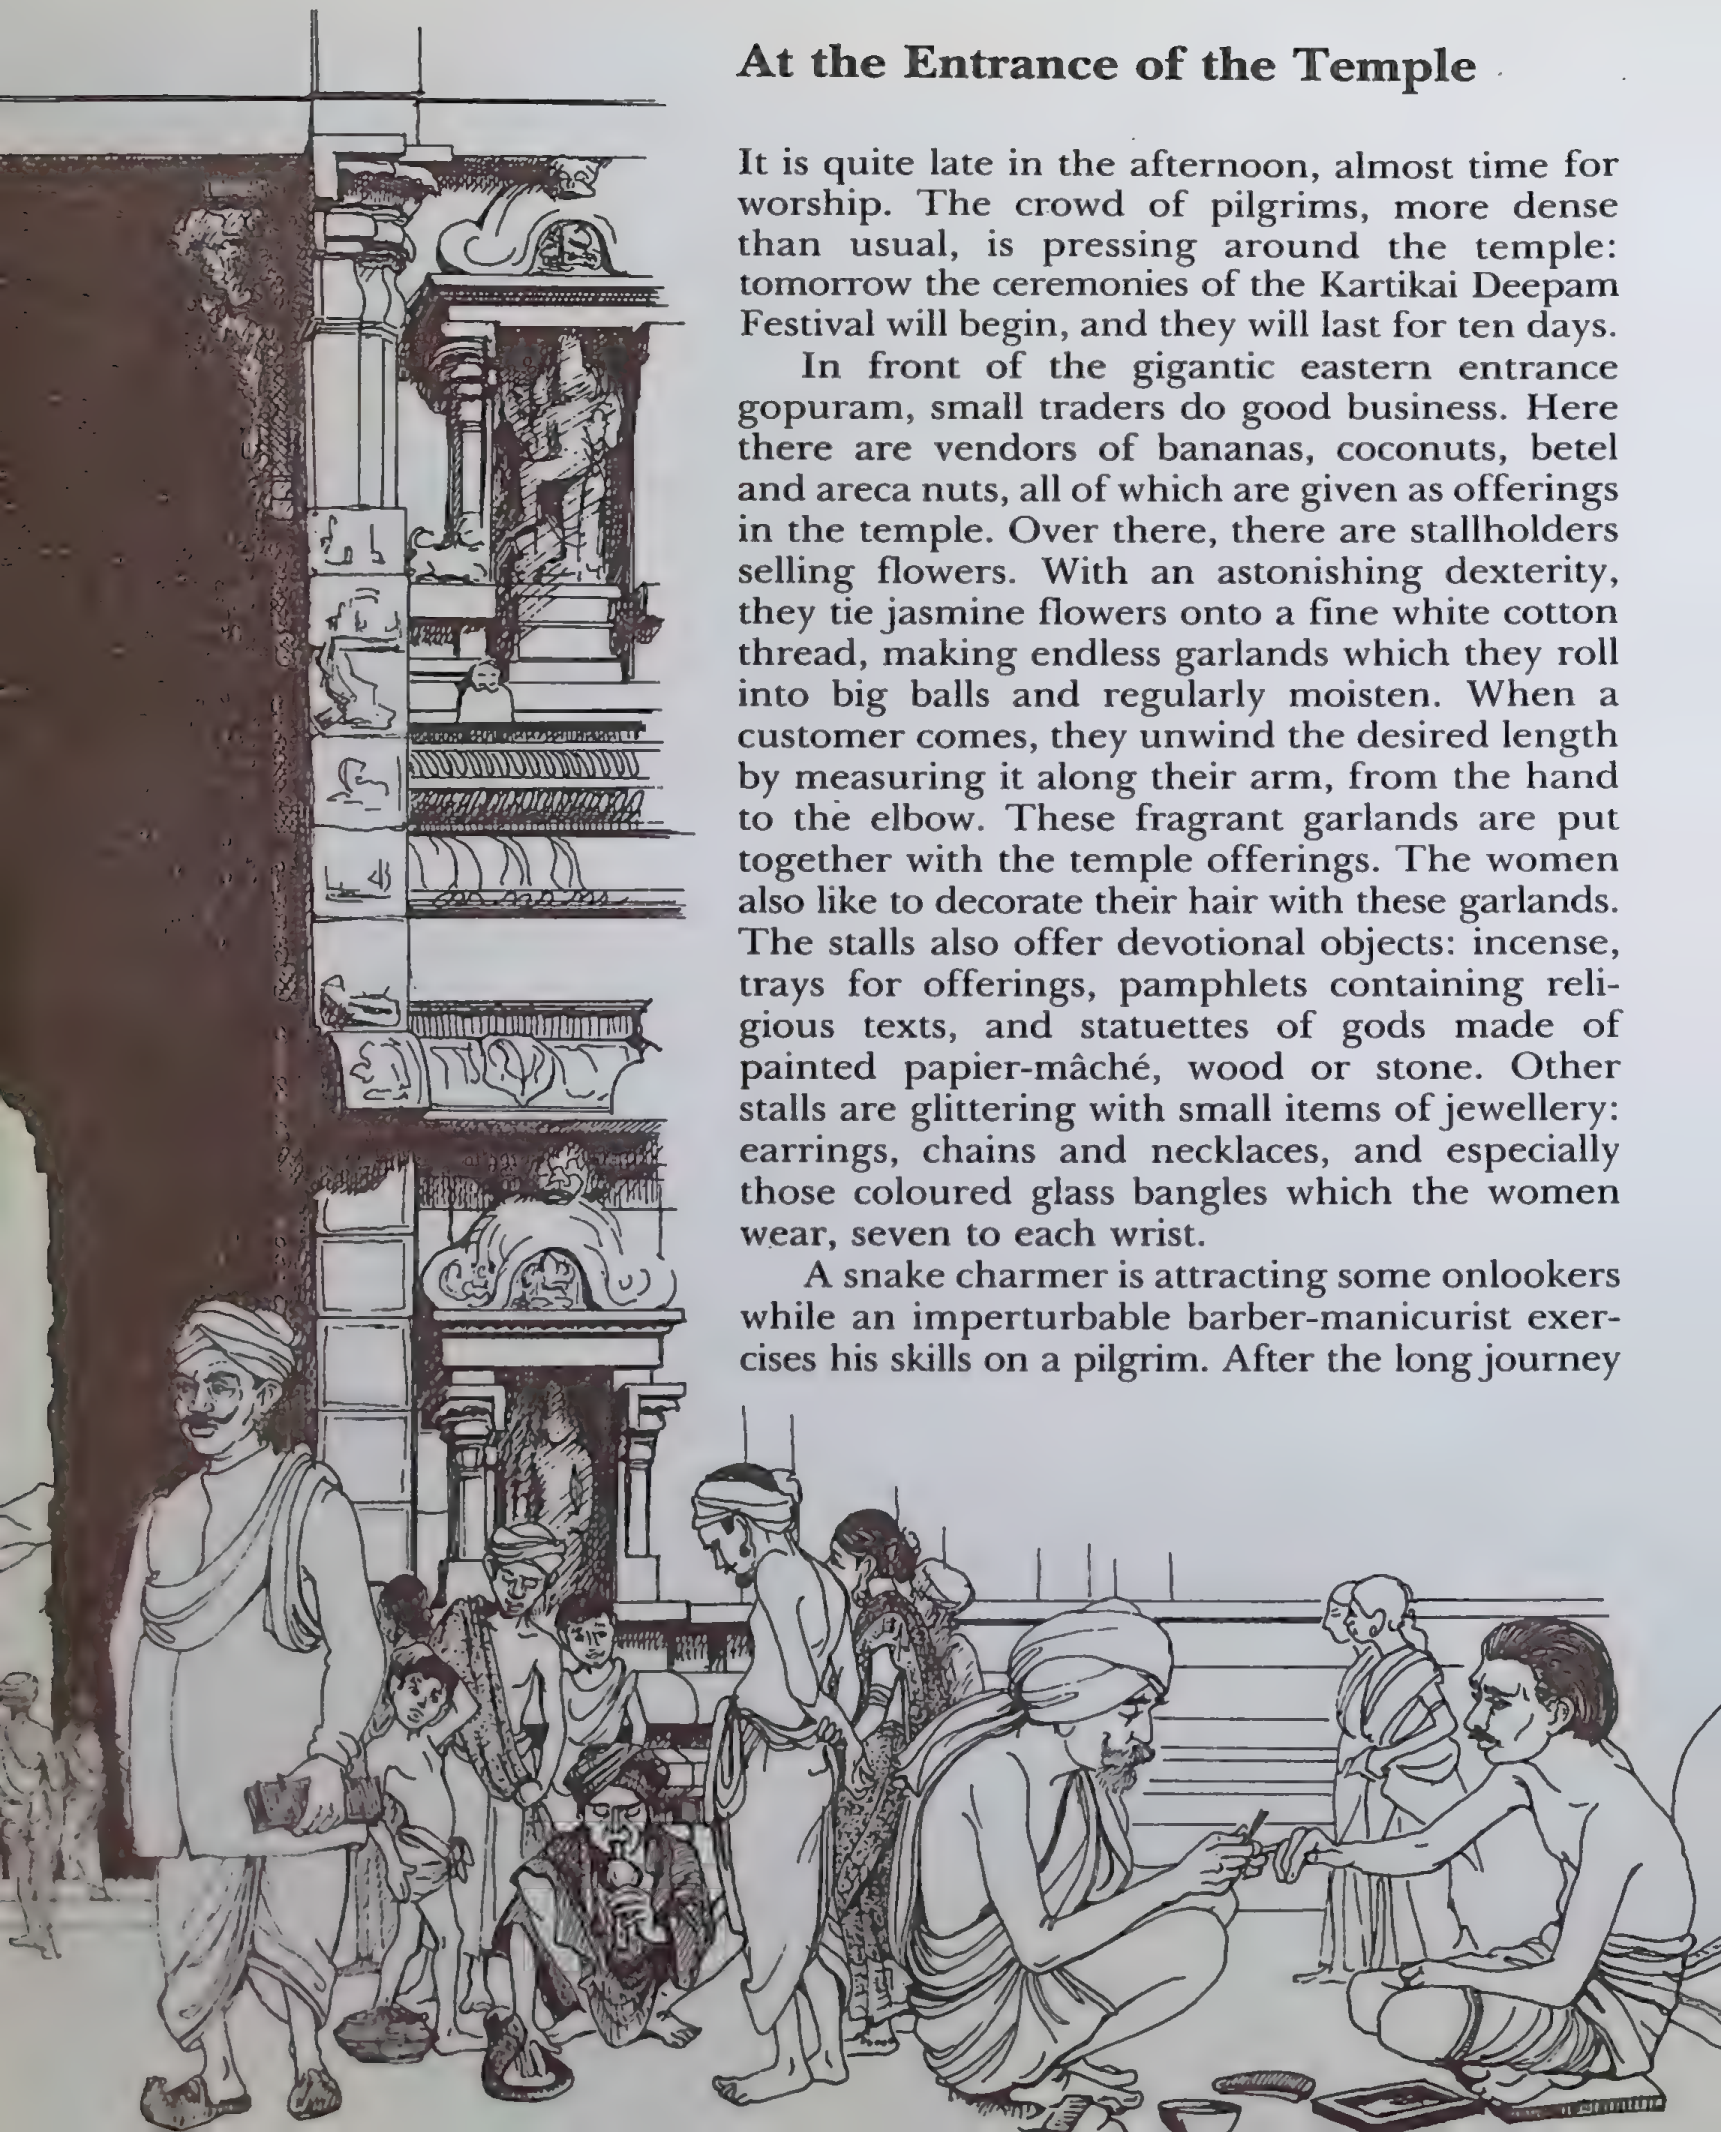 At the Entrance of the Temple
It is quite late in the afternoon, almost time for
worship. The crowd of pilgrims, more dense
than usual, is pressing around the temple:
tomorrow the ceremonies of the Kartikai Deepam
Festival will begin, and they will last for ten days.
In front of the gigantic eastern entrance
gopuram, small traders do good business. Here
there are vendors of bananas, coconuts, betel
and areca nuts, all of which are given as offerings
in the temple. Over there, there are stallholders
selling flowers. With an astonishing dexterity,
they tie jasmine flowers onto a fine white cotton
thread, making endless garlands which they roll
into big balls and regularly moisten. When a
customer comes, they unwind the desired length
by measuring it along their arm, from the hand
to the elbow. These fragrant garlands are put
together with the temple offerings. The women
also like to decorate their hair with these garlands.
The stalls also offer devotional objects: incense,
trays for offerings, pamphlets containing reli-
gious texts, and statuettes of gods made of
painted papier-mâché, wood or stone. Other
stalls are glittering with small items of jewellery:
earrings, chains and necklaces, and especially
those coloured glass bangles which the women
wear, seven to each wrist.
A snake charmer is attracting some onlookers
while an imperturbable barber-manicurist exer-
cises his skills on a pilgrim. After the long journey